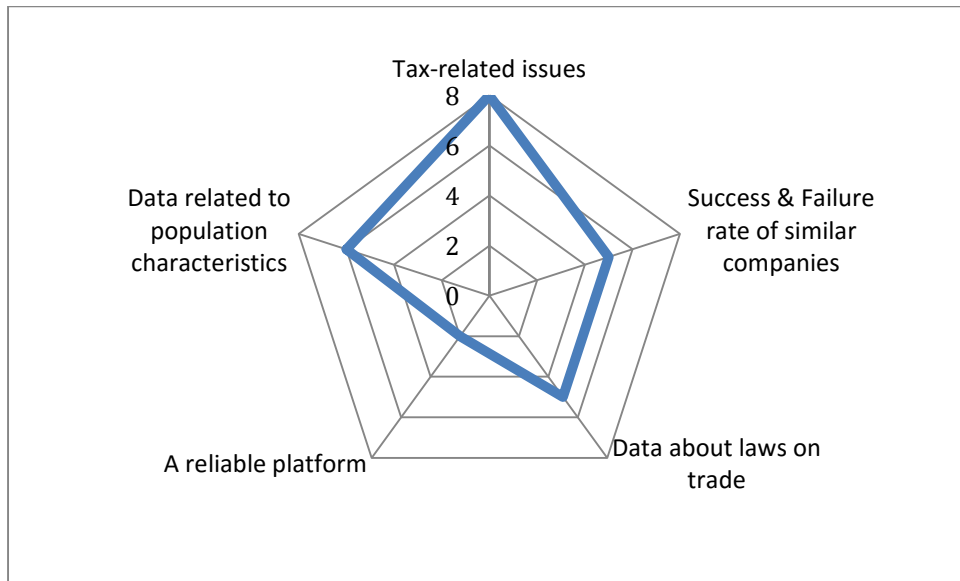 Tax-related issues
8
6
4
2
0
Success & Failure
rate of similar
companies
Data about laws on
trade
A reliable platform
Data related to
population
characteristics